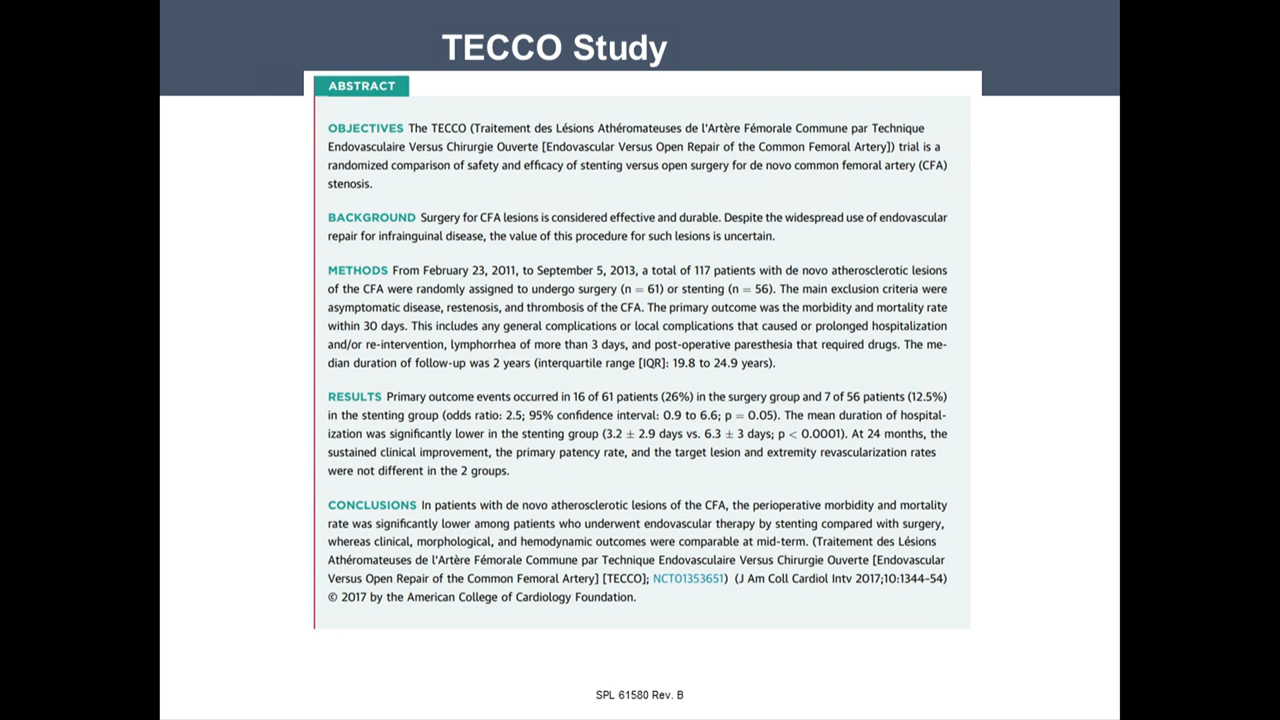 TECCO Study
ABSTRACT
OBJECTIVES The TECCO (Traitement des Lésions Athéromateuses de l'Artère Fémorale Commune par Technique
Endovasculaire Versus Chirurgie Ouverte [Endovascular Versus Open Repair of the Common Femoral Artery]) trial is a
randomized comparison of safety and efficacy of stenting versus open surgery for de novo common femoral artery (CFA)
stenosis.
BACKGROUND Surgery for CFA lesions is considered effective and durable. Despite the widespread use of endovascular
repair for infrainguinal disease, the value of this procedure for such lesions is uncertain.
METHODS From February 23, 2011, to September 5, 2013, a total of 117 patients with de novo atherosclerotic lesions
of the CFA were randomly assigned to undergo surgery (n = 61) or stenting (n = 56). The main exclusion criteria were
asymptomatic disease, restenosis, and thrombosis of the CFA. The primary outcome was the morbidity and mortality rate
within 30 days. This includes any general complications or local complications that caused or prolonged hospitalization
and/or re-intervention, lymphorrhea of more than 3 days, and post-operative paresthesia that required drugs. The me-
dian duration of follow-up was 2 years (interquartile range [IQR]: 19.8 to 24.9 years).
RESULTS Primary outcome events occurred in 16 of 61 patients (26%) in the surgery group and 7 of 56 patients (12.5%)
in the stenting group (odds ratio: 2.5; 95% confidence interval: 0.9 to 6.6; p = 0.05). The mean duration of hospital-
ization was significantly lower in the stenting group (3.2 ± 2.9 days vs. 6.3 ± 3 days; p < 0.0001). At 24 months, the
sustained clinical improvement, the primary patency rate, and the target lesion and extremity revascularization rates
were not different in the 2 groups.
CONCLUSIONS In patients with de novo atherosclerotic lesions of the CFA, the perioperative morbidity and mortality
rate was significantly lower among patients who underwent endovascular therapy by stenting compared with surgery,
whereas clinical, morphological, and hemodynamic outcomes were comparable at mid-term. (Traitement des Lésions
Athéromateuses de l'Artère Fémorale Commune par Technique Endovasculaire Versus Chirurgie Ouverte [Endovascular
Versus Open Repair of the Common Femoral Artery] [TECCO]; NCT01353651) (J Am Coll Cardiol Intv 2017;10:1344–54)
© 2017 by the American College of Cardiology Foundation.
SPL 61580 Rev. B